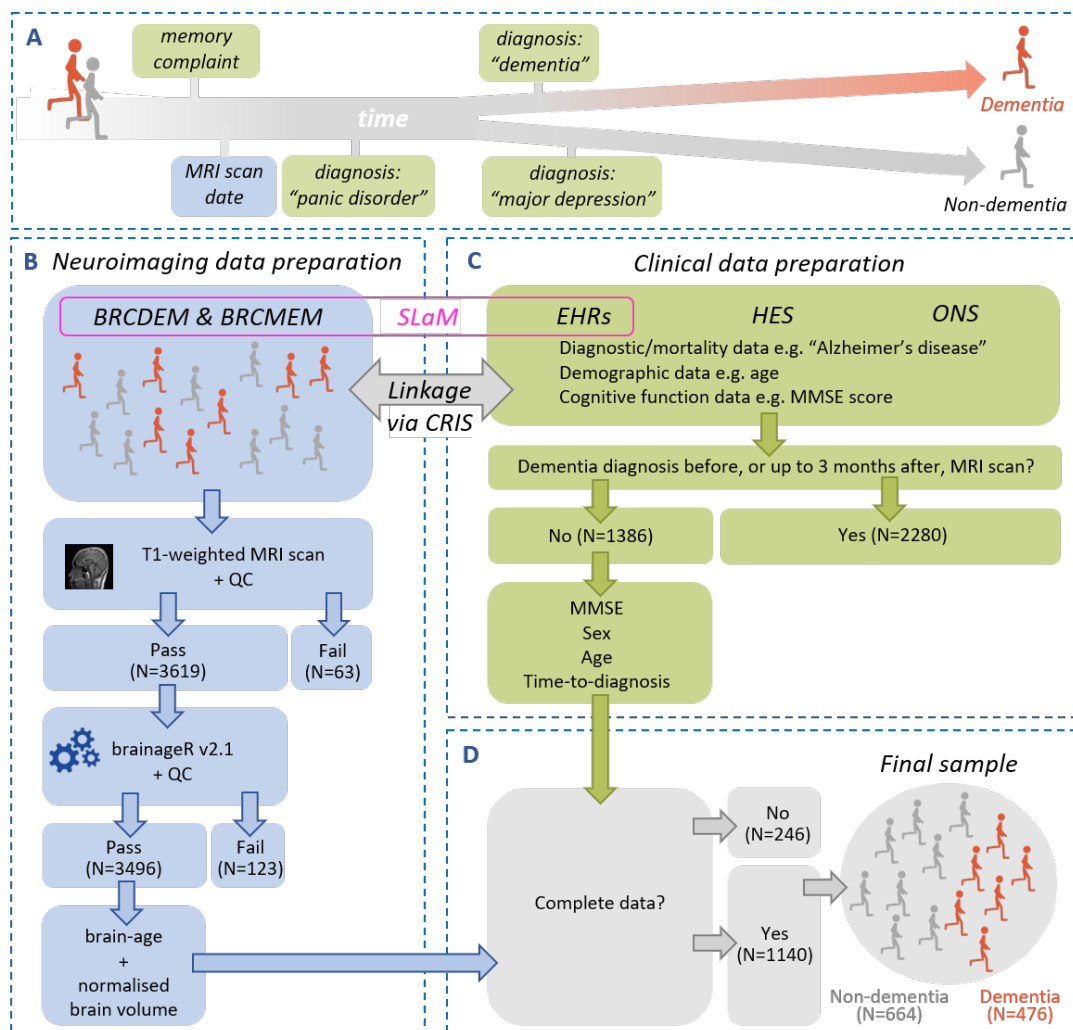 A
memory
complaint
diagnosis:
“dementia”
time
Dementia
MRI scan
date
diagnosis:
“panic disorder”
diagnosis:
“major depression”
Non-dementia
B
Neuroimaging data preparation
BRCDEM & BRCMEM
SLaM
Linkage
via CRIS
T1-weighted MRI scan
+ QC
Pass
(N=3619)
Fail
(N=63)
brainageR v2.1
+ QC
Pass
(N=3496)
Fail
(N=123)
brain-age
+
normalised
brain volume
C
Clinical data preparation
EHRs HES ONS
Diagnostic/mortality data e.g. “Alzheimer’s disease”
Demographic data e.g. age
Cognitive function data e.g. MMSE score
Dementia diagnosis before, or up to 3 months after, MRI scan?
No (N=1386)
Yes (N=2280)
MMSE
Sex
Age
Time-to-diagnosis
D
Complete data?
No
(N=246)
Yes
(N=1140)
Final sample
Non-dementia
(N=664)
Dementia
(N=476)